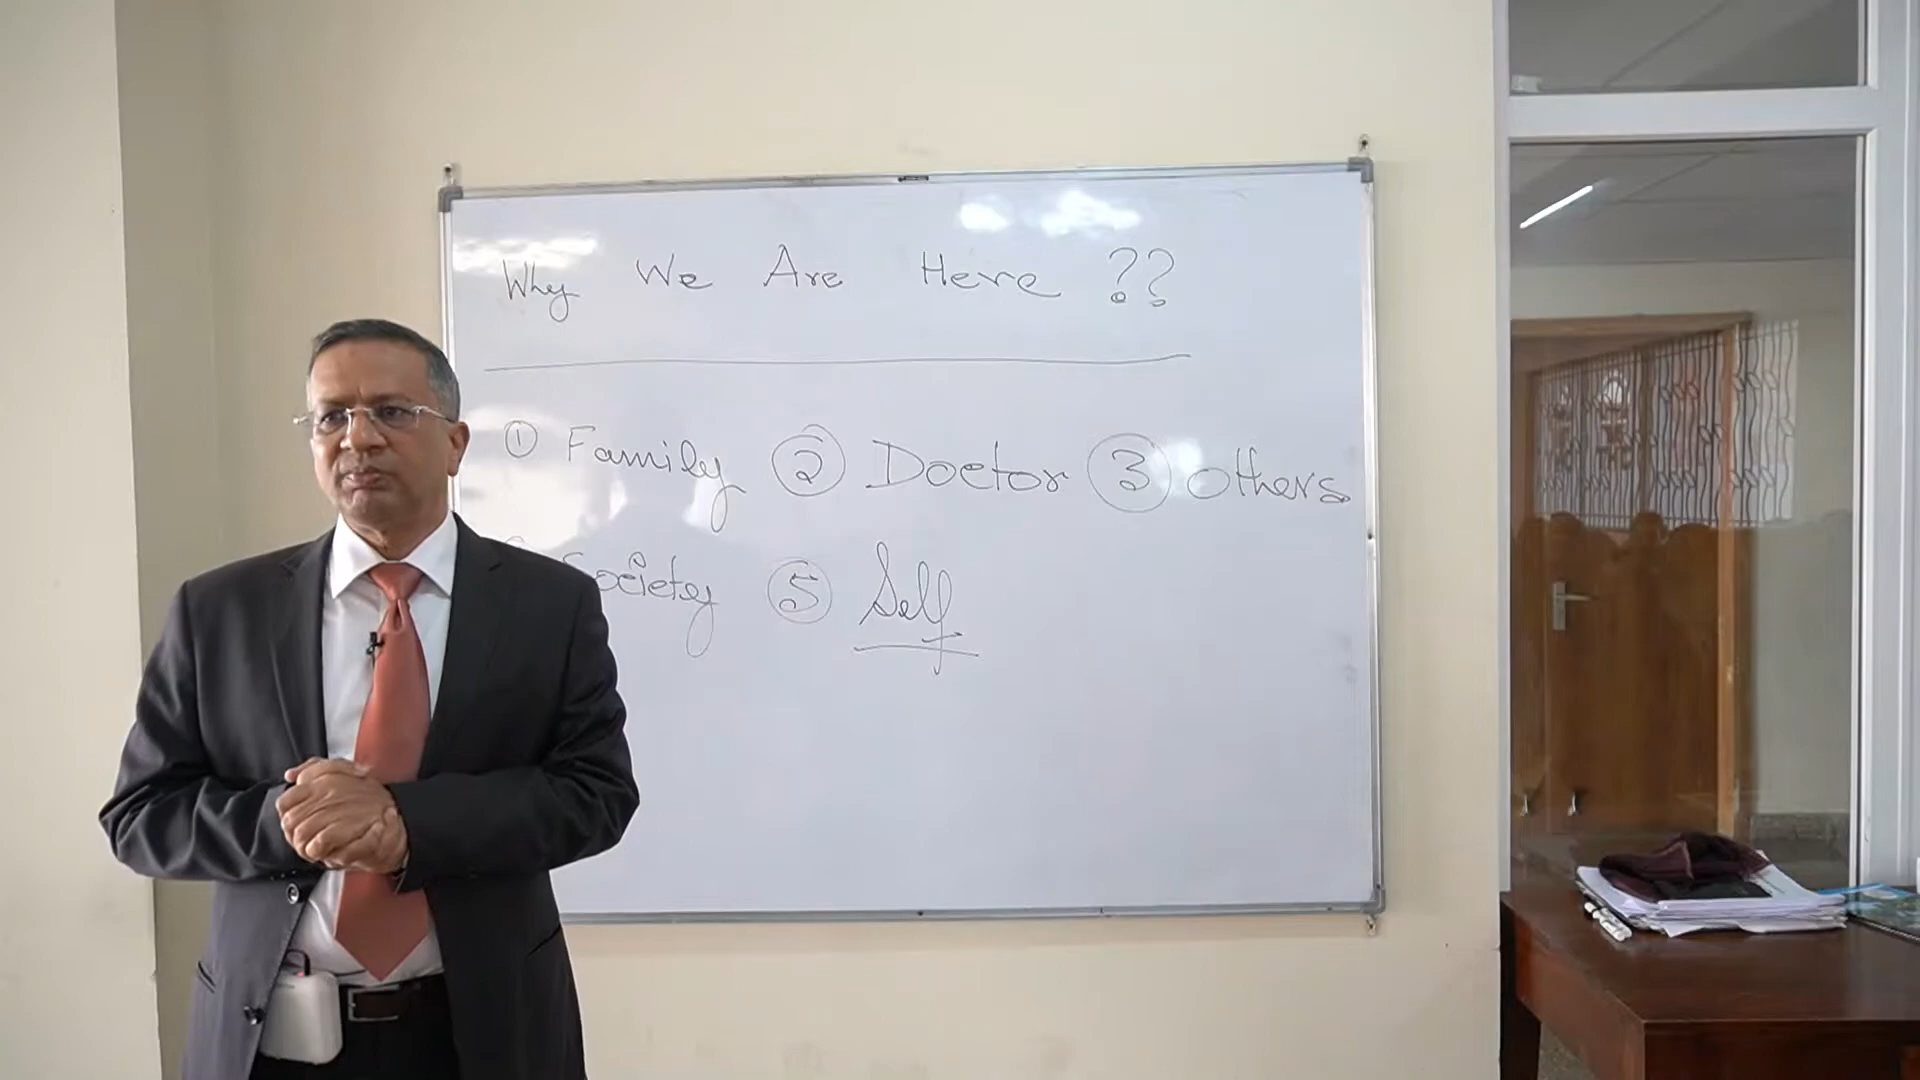 Why We Are Here ??
① Family ② Doctor ③ others
Society ⑤ Self